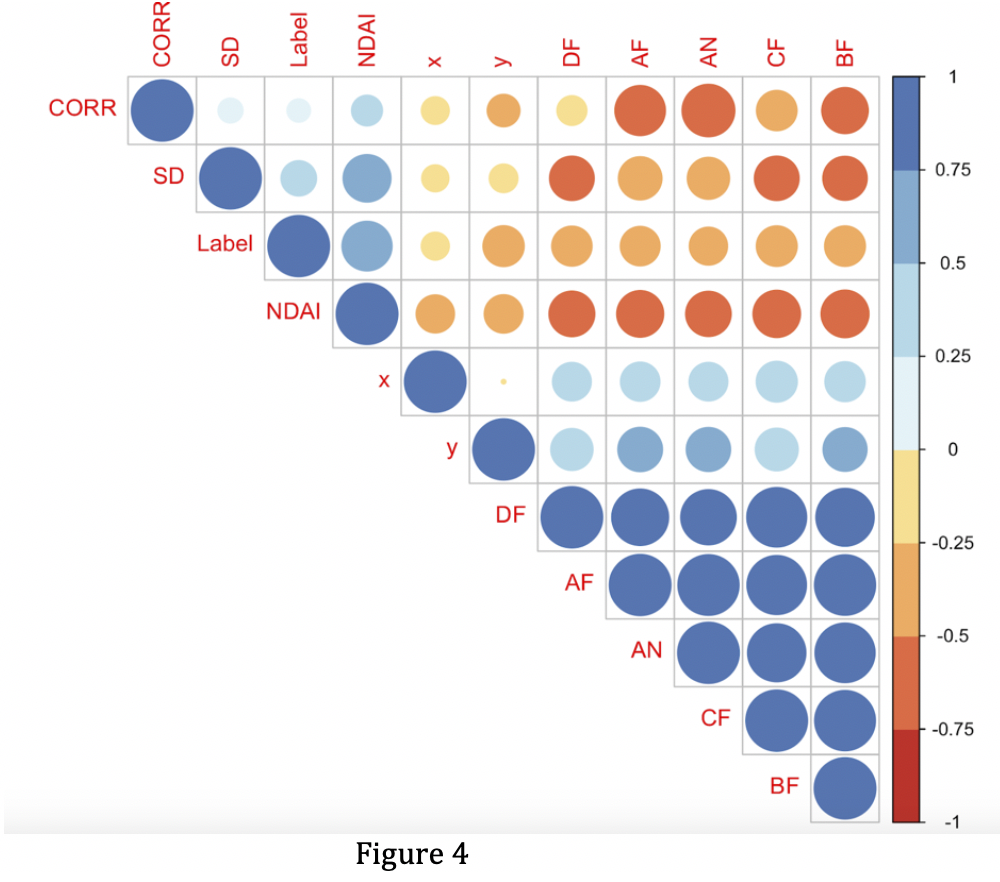 CORR SD Label NDAI x y DF AF AN CF BF
CORR
SD
Label
NDAI
x
y
DF
AF
AN
CF
BF
1
0.75
0.5
0.25
0
-0.25
-0.5
-0.75
-1
Figure 4